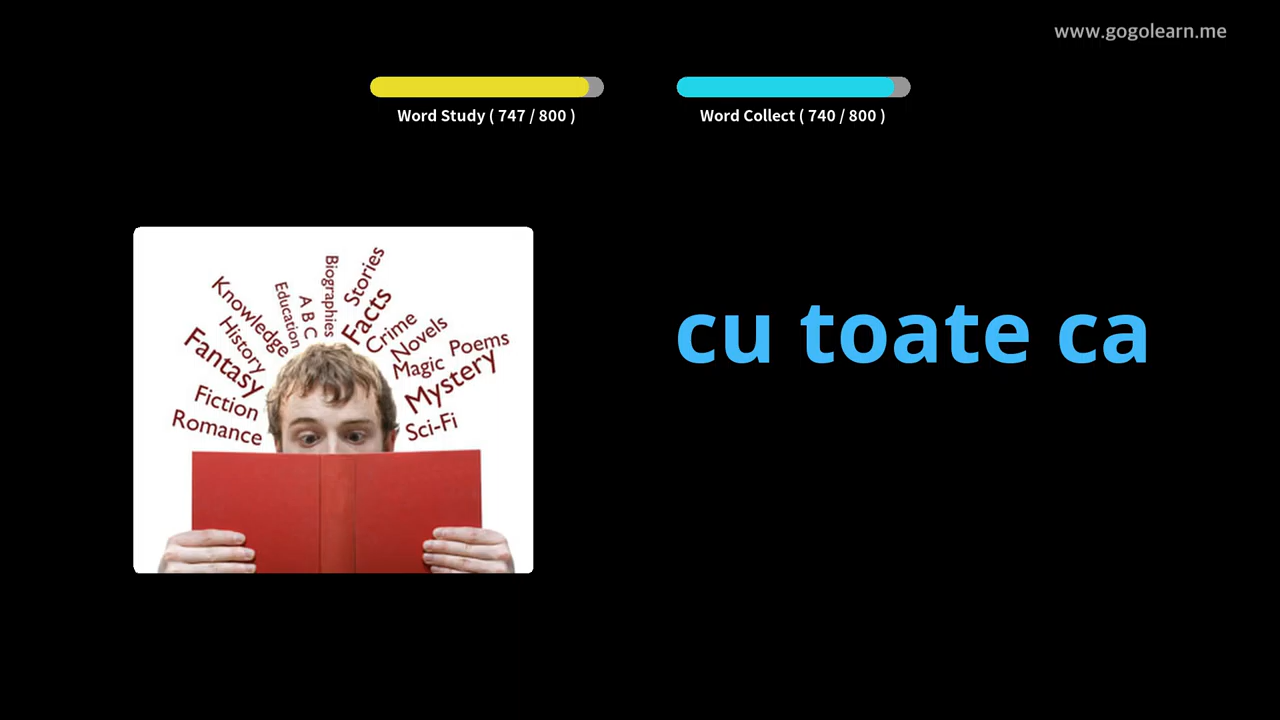 www.gogolearn.me
Word Study ( 747 / 800 )
Word Collect ( 740 / 800 )
Knowledge
History
Fantasy
Fiction
Romance
Education
A B C
Biographies
Stories
Facts
Crime
Novels
Magic
Poems
Mystery
Sci-Fi
cu toate ca